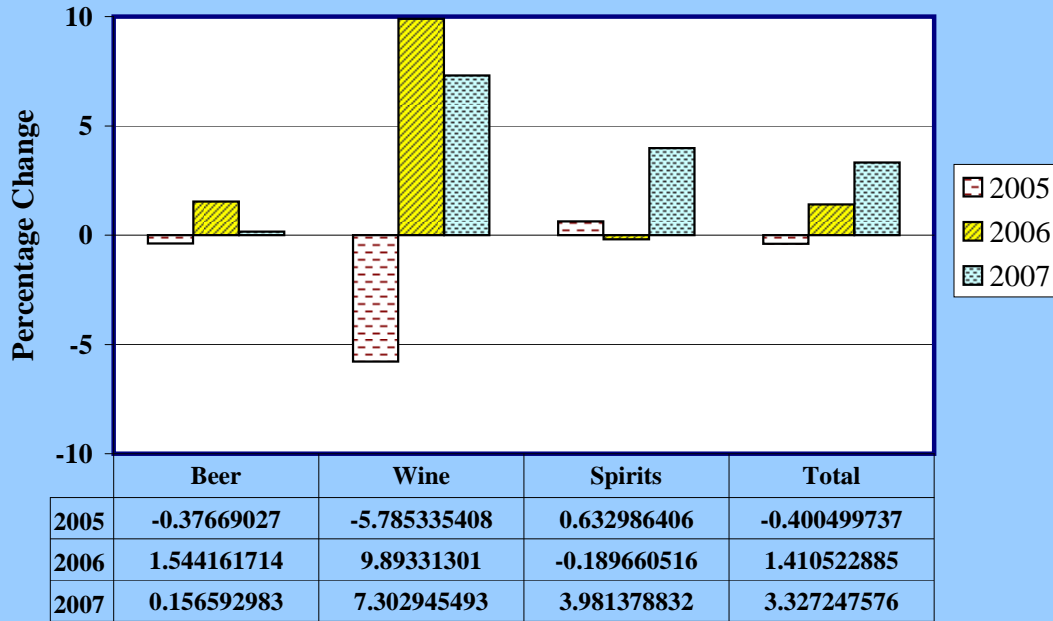 10
5
0
-5
-10
Percentage Change
2005
2006
2007
Beer Wine Spirits Total
2005 -0.37669027 -5.785335408 0.632986406 -0.400499737
2006 1.544161714 9.89331301 -0.189660516 1.410522885
2007 0.156592983 7.302945493 3.981378832 3.327247576